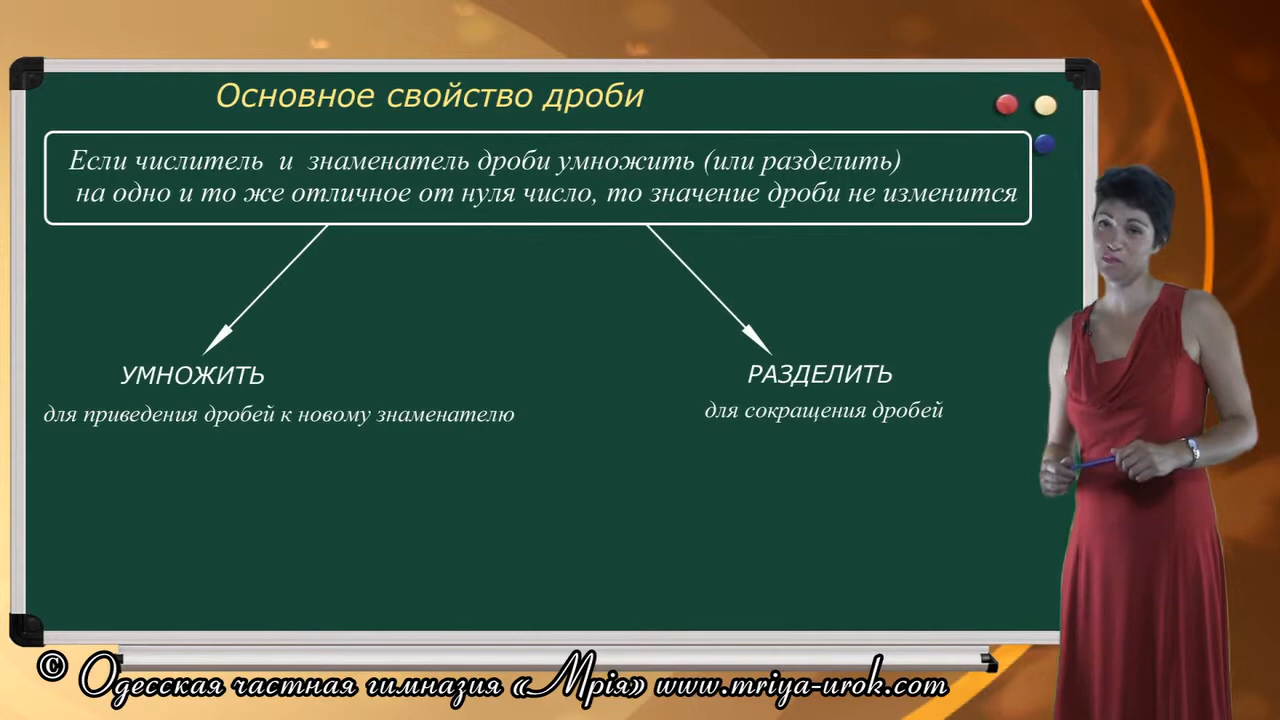 Основное свойство дроби
Если числитель и знаменатель дроби умножить (или разделить)
на одно и то же отличное от нуля число, то значение дроби не изменится
УМНОЖИТЬ
для приведения дробей к новому знаменателю
РАЗДЕЛИТЬ
для сокращения дробей
© Одесская частная гимназия «Мрія» www.mriya-urok.com